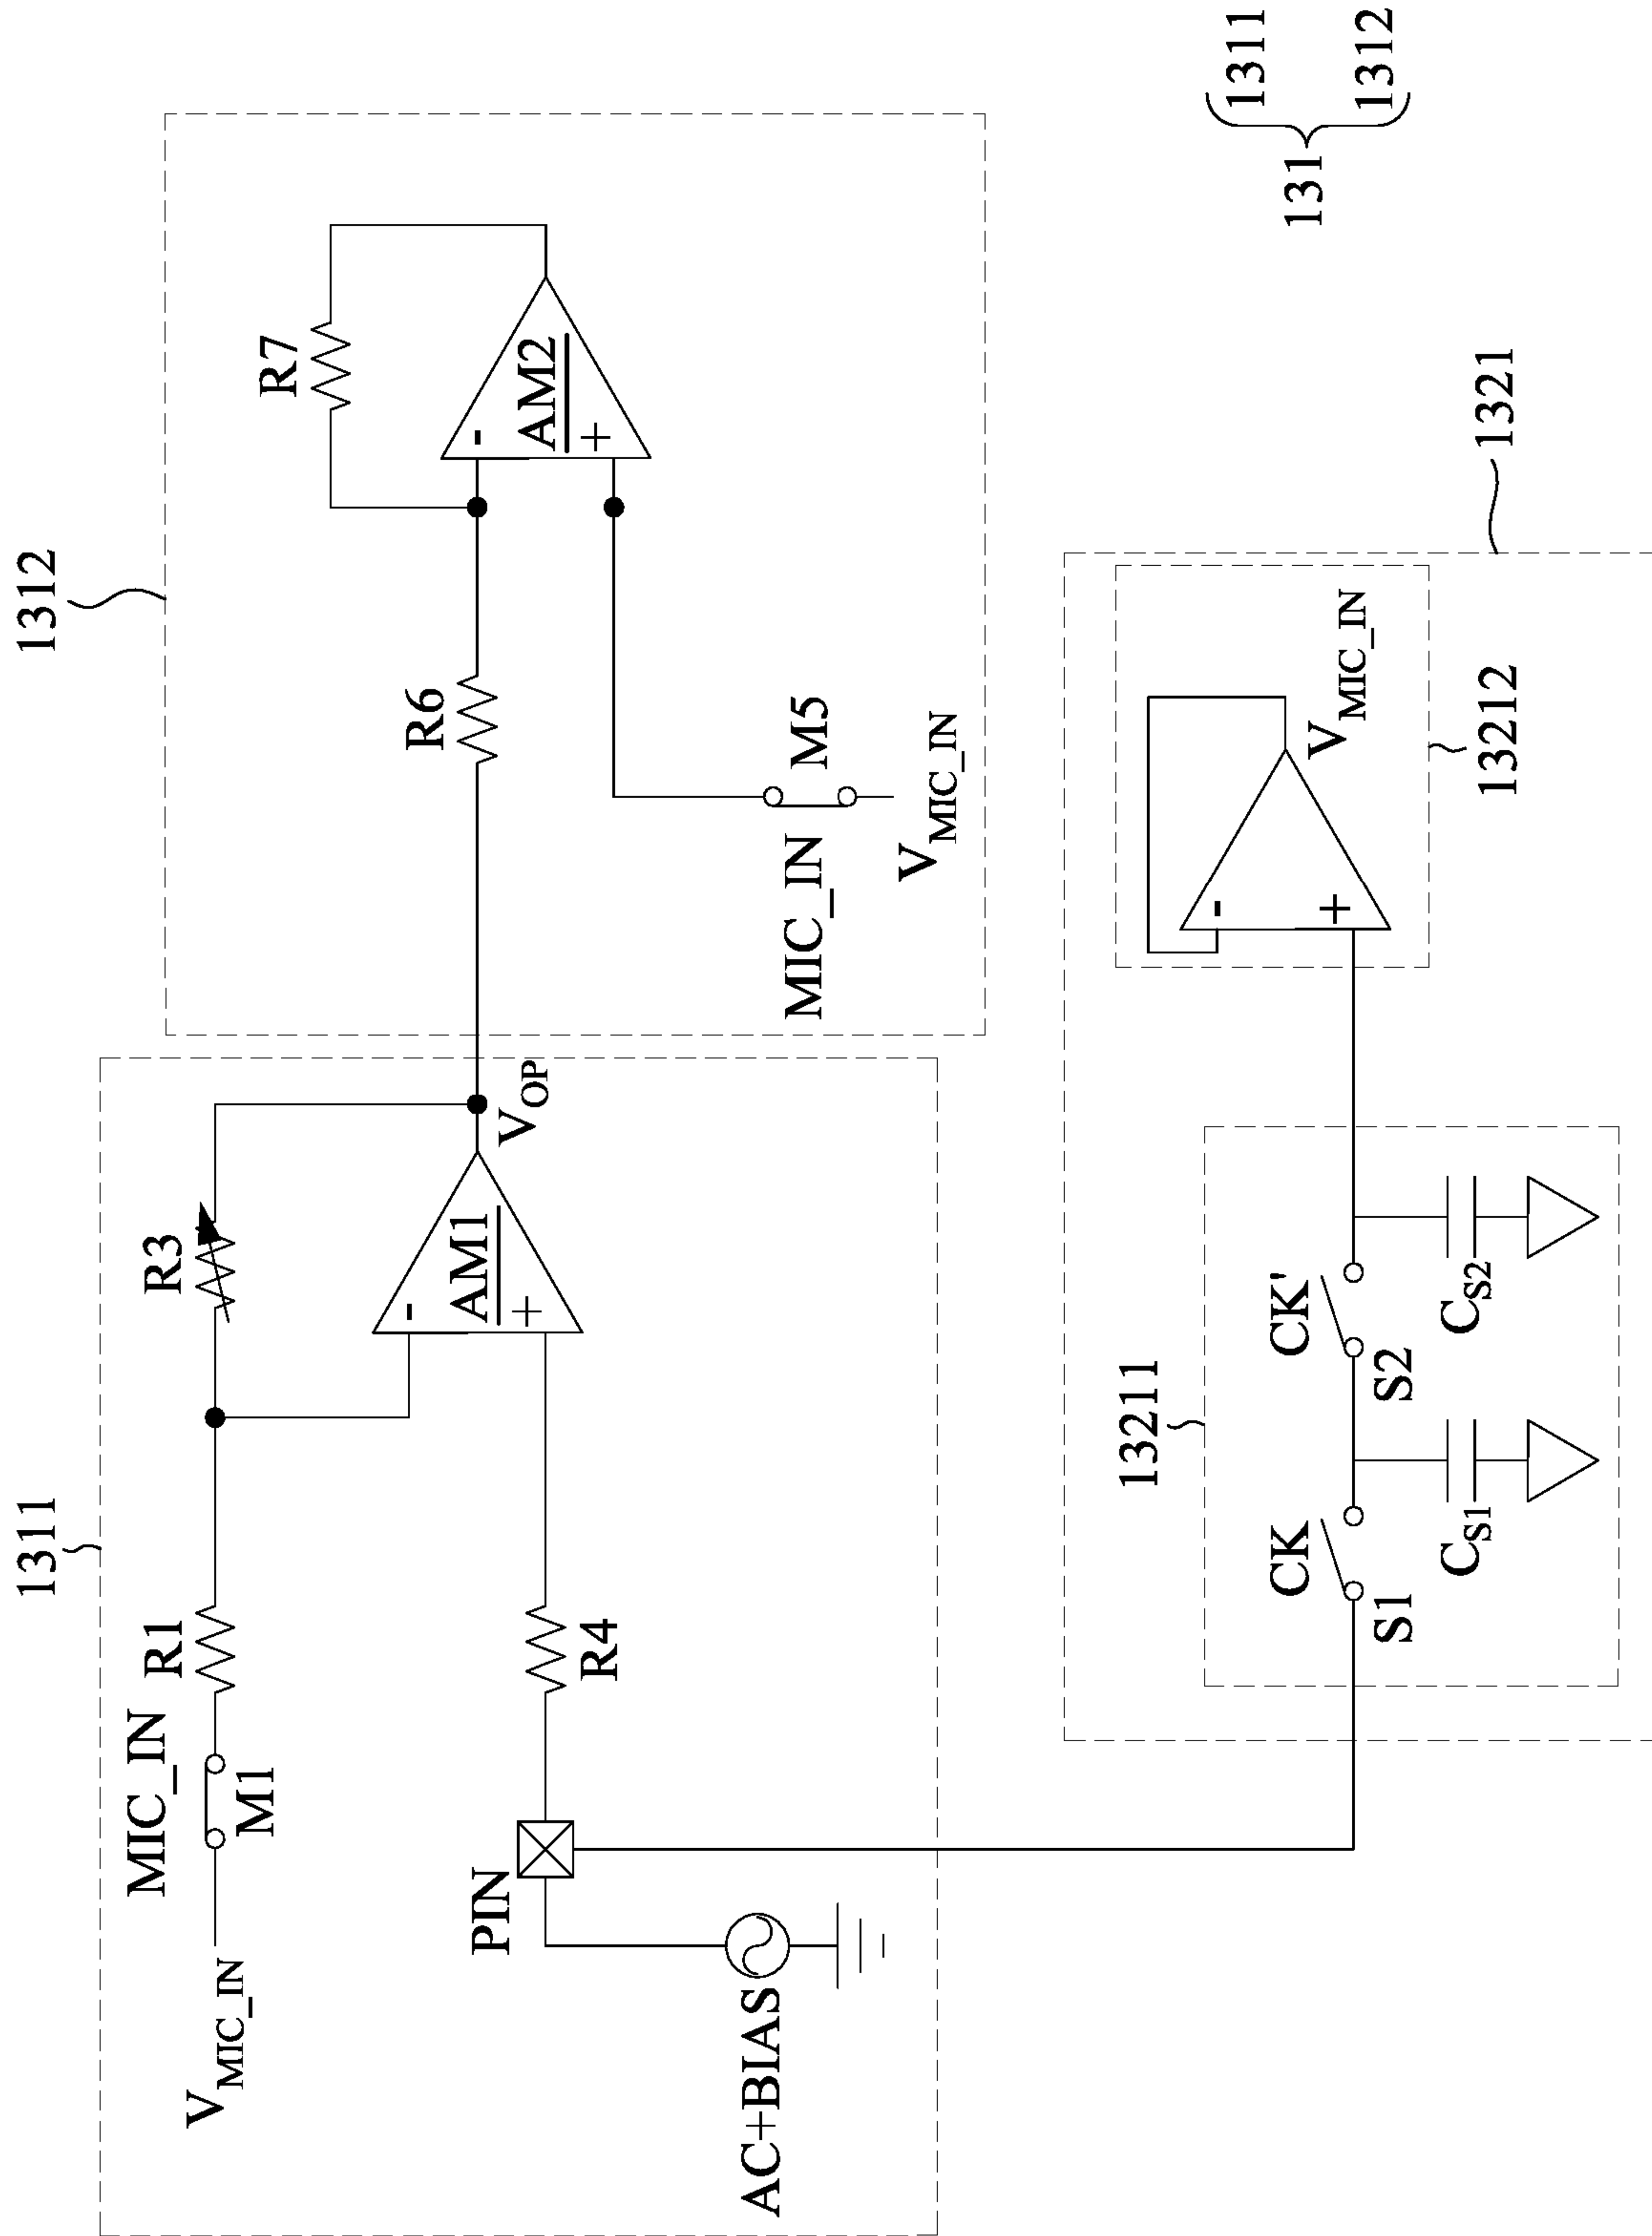 1311
1312
MIC_IN
R1
R3
R7
V_MIC_IN
M1
-
AM1
+
V_OP
R6
-
AM2
+
PIN
R4
MIC_IN
M5
V_MIC_IN
AC+BIAS
13211
1321
CK
CK'
S1
S2
C_S1
C_S2
-
+
V_MIC_IN
13212
131
1311
1312